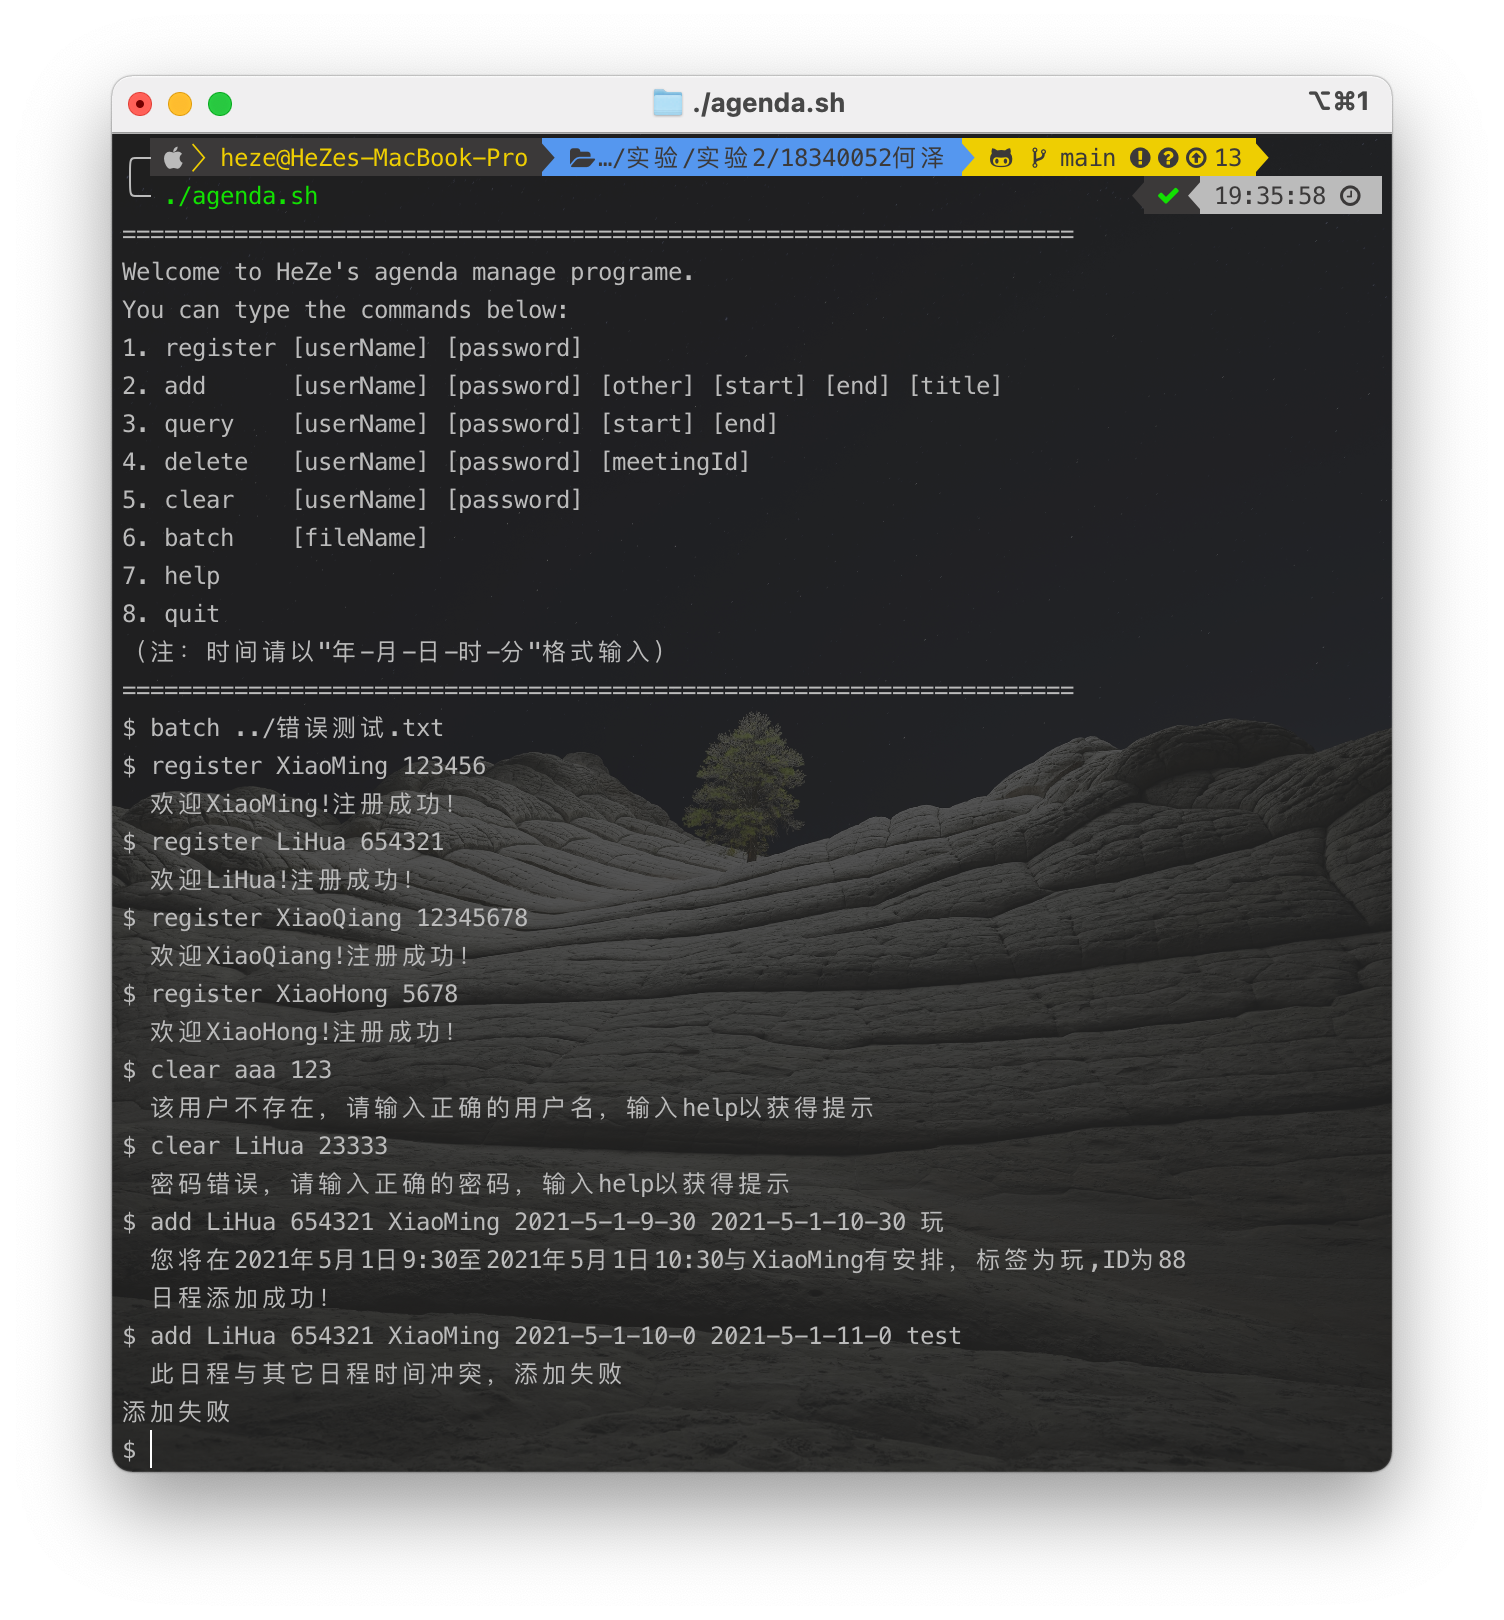 ./agenda.sh
⌥⌘1
heze@HeZes-MacBook-Pro …/实验/实验2/18340052何泽 main 13
./agenda.sh 19:35:58
====================================================================
Welcome to HeZe's agenda manage programe.
You can type the commands below:
1. register [userName] [password]
2. add      [userName] [password] [other] [start] [end] [title]
3. query    [userName] [password] [start] [end]
4. delete   [userName] [password] [meetingId]
5. clear    [userName] [password]
6. batch    [fileName]
7. help
8. quit
（注：时间请以"年-月-日-时-分"格式输入）
====================================================================
$ batch ../错误测试.txt
$ register XiaoMing 123456
  欢迎XiaoMing!注册成功!
$ register LiHua 654321
  欢迎LiHua!注册成功!
$ register XiaoQiang 12345678
  欢迎XiaoQiang!注册成功!
$ register XiaoHong 5678
  欢迎XiaoHong!注册成功!
$ clear aaa 123
  该用户不存在，请输入正确的用户名，输入help以获得提示
$ clear LiHua 23333
  密码错误，请输入正确的密码，输入help以获得提示
$ add LiHua 654321 XiaoMing 2021-5-1-9-30 2021-5-1-10-30 玩
  您将在2021年5月1日9:30至2021年5月1日10:30与XiaoMing有安排，标签为玩,ID为88
  日程添加成功!
$ add LiHua 654321 XiaoMing 2021-5-1-10-0 2021-5-1-11-0 test
  此日程与其它日程时间冲突，添加失败
添加失败
$